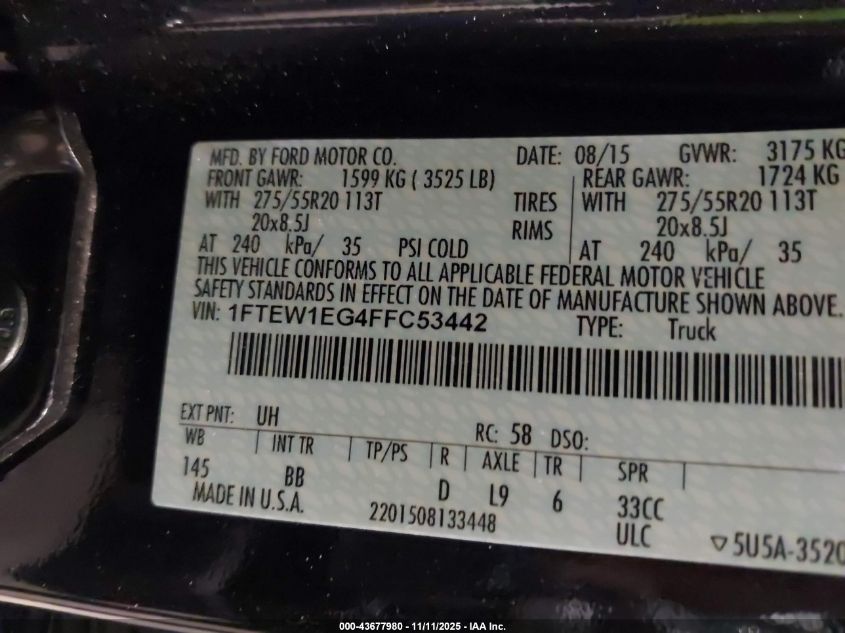 MFD. BY FORD MOTOR CO. DATE: 08/15 GVWR: 3175 KG
FRONT GAWR: 1599 KG ( 3525 LB) REAR GAWR: 1724 KG
WITH 275/55R20 113T TIRES WITH 275/55R20 113T
20x8.5J RIMS 20x8.5J
AT 240 kPa/ 35 PSI COLD AT 240 kPa/ 35
THIS VEHICLE CONFORMS TO ALL APPLICABLE FEDERAL MOTOR VEHICLE
SAFETY STANDARDS IN EFFECT ON THE DATE OF MANUFACTURE SHOWN ABOVE.
VIN: 1FTEW1EG4FFC53442 TYPE: Truck
EXT PNT: UH RC: 58 DSO:
WB INT TR TP/PS R AXLE TR SPR
145 BB D L9 6 33CC
MADE IN U.S.A. 2201508133448 ULC ▽5U5A-3520
000-43677980 - 11/11/2025 - IAA Inc.